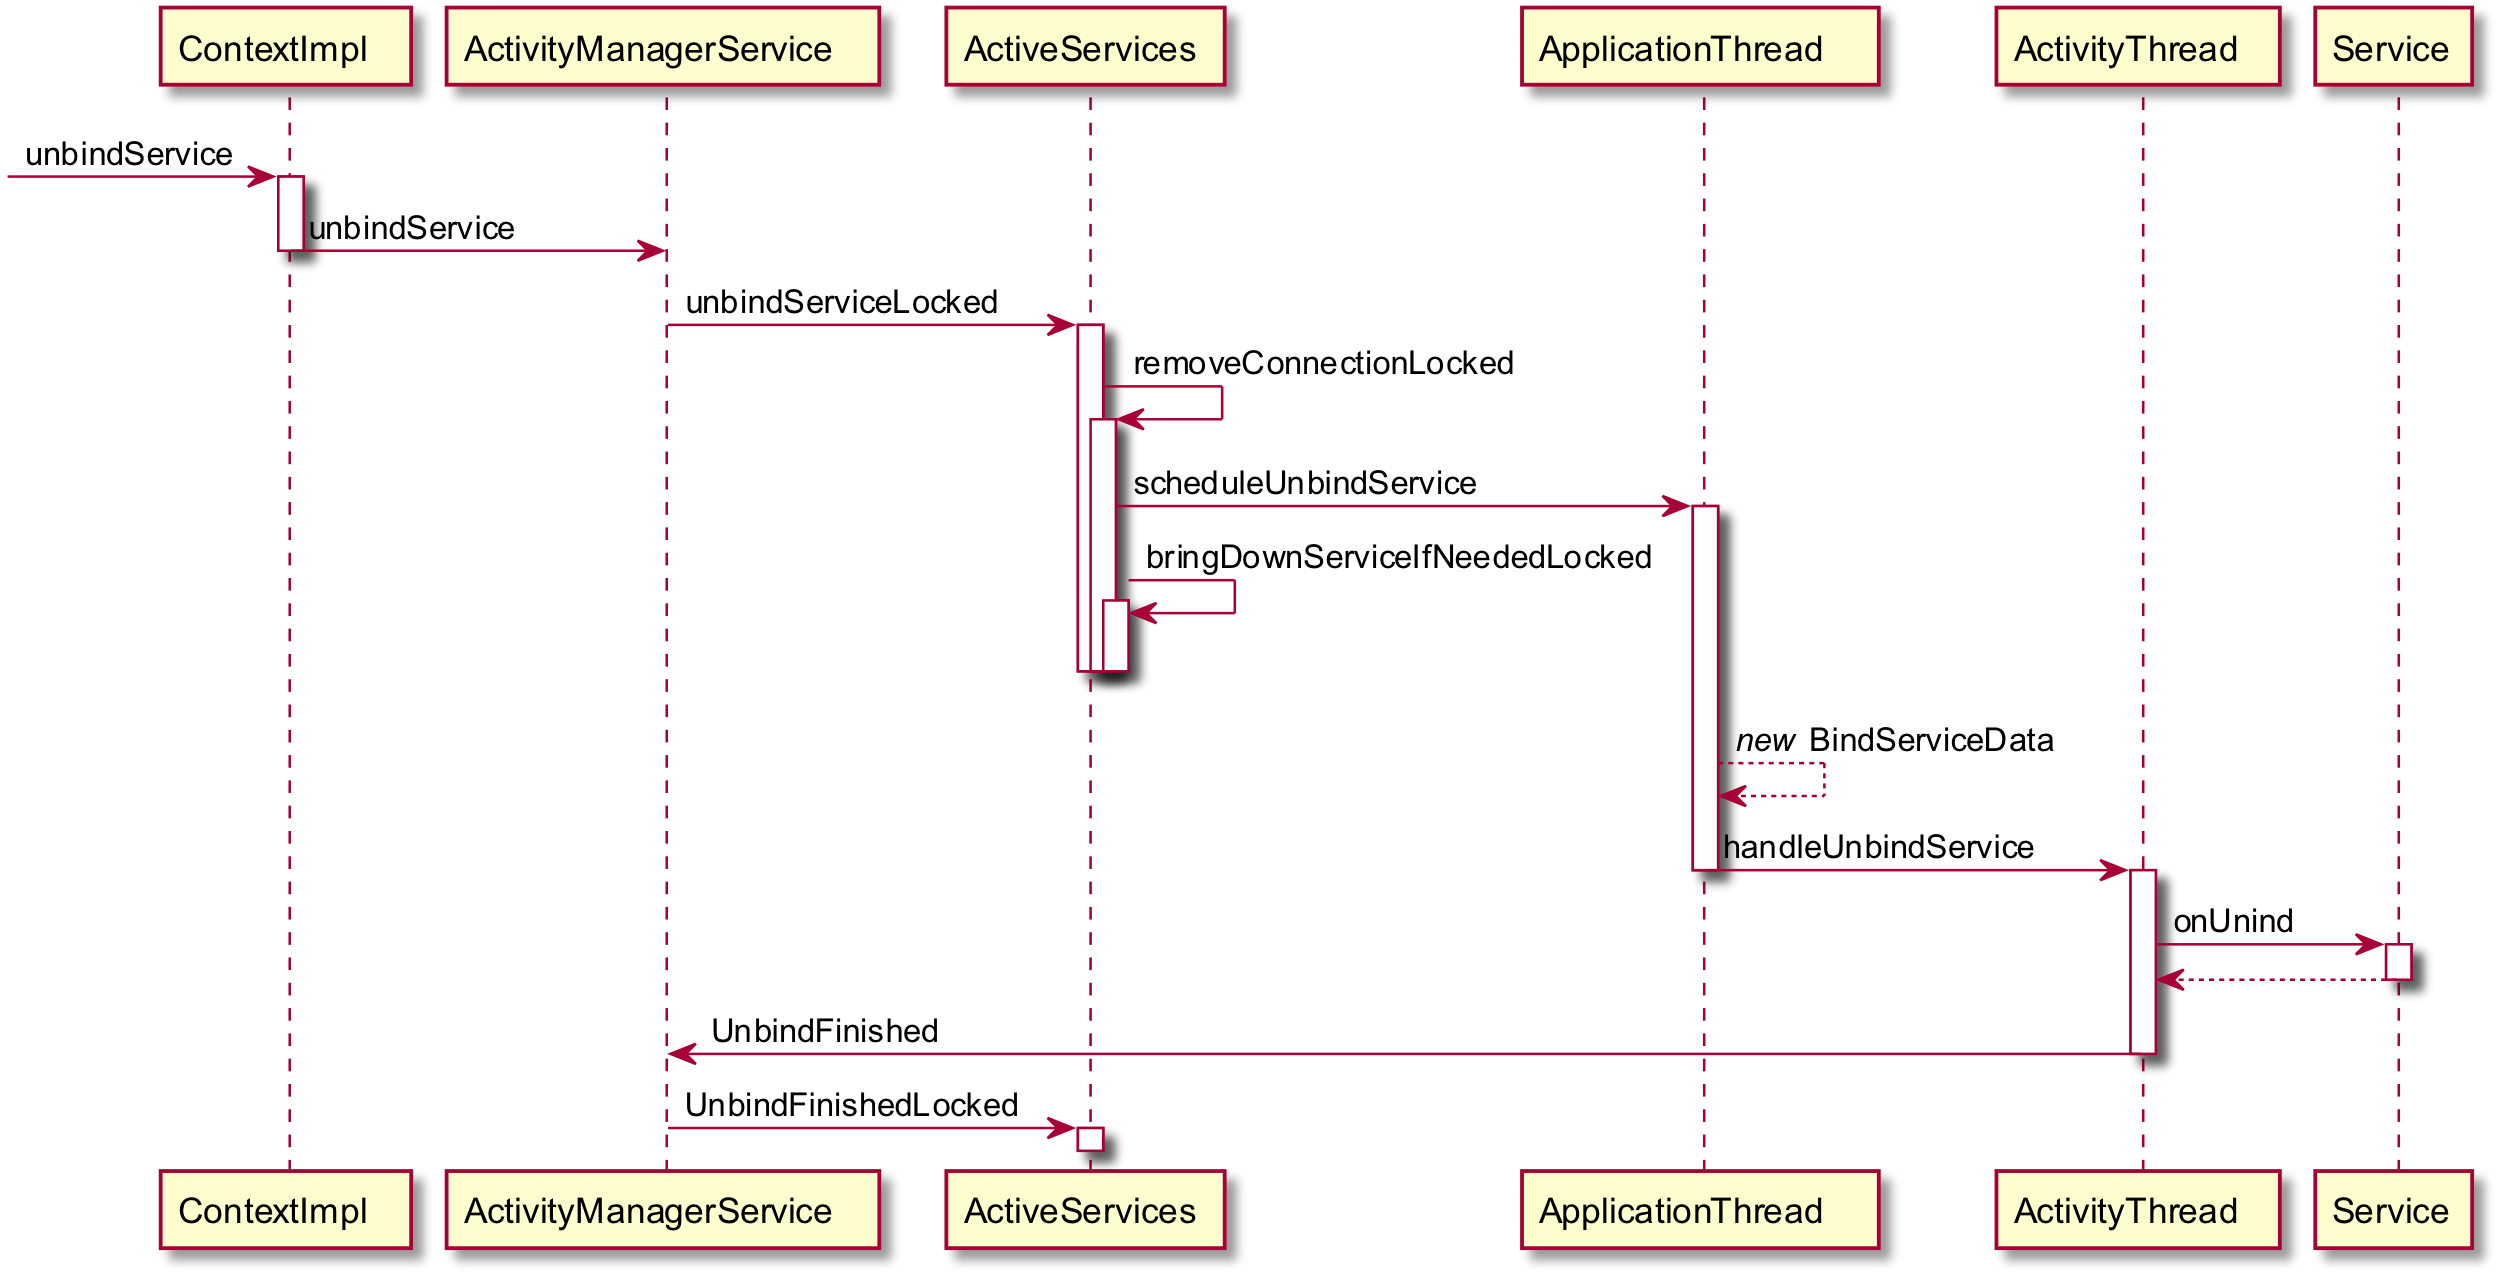 ContextImpl
ActivityManagerService
ActiveServices
ApplicationThread
ActivityThread
Service
unbindService
unbindService
unbindServiceLocked
removeConnectionLocked
scheduleUnbindService
bringDownServiceIfNeededLocked
new BindServiceData
handleUnbindService
onUnind
UnbindFinished
UnbindFinishedLocked
ContextImpl
ActivityManagerService
ActiveServices
ApplicationThread
ActivityThread
Service